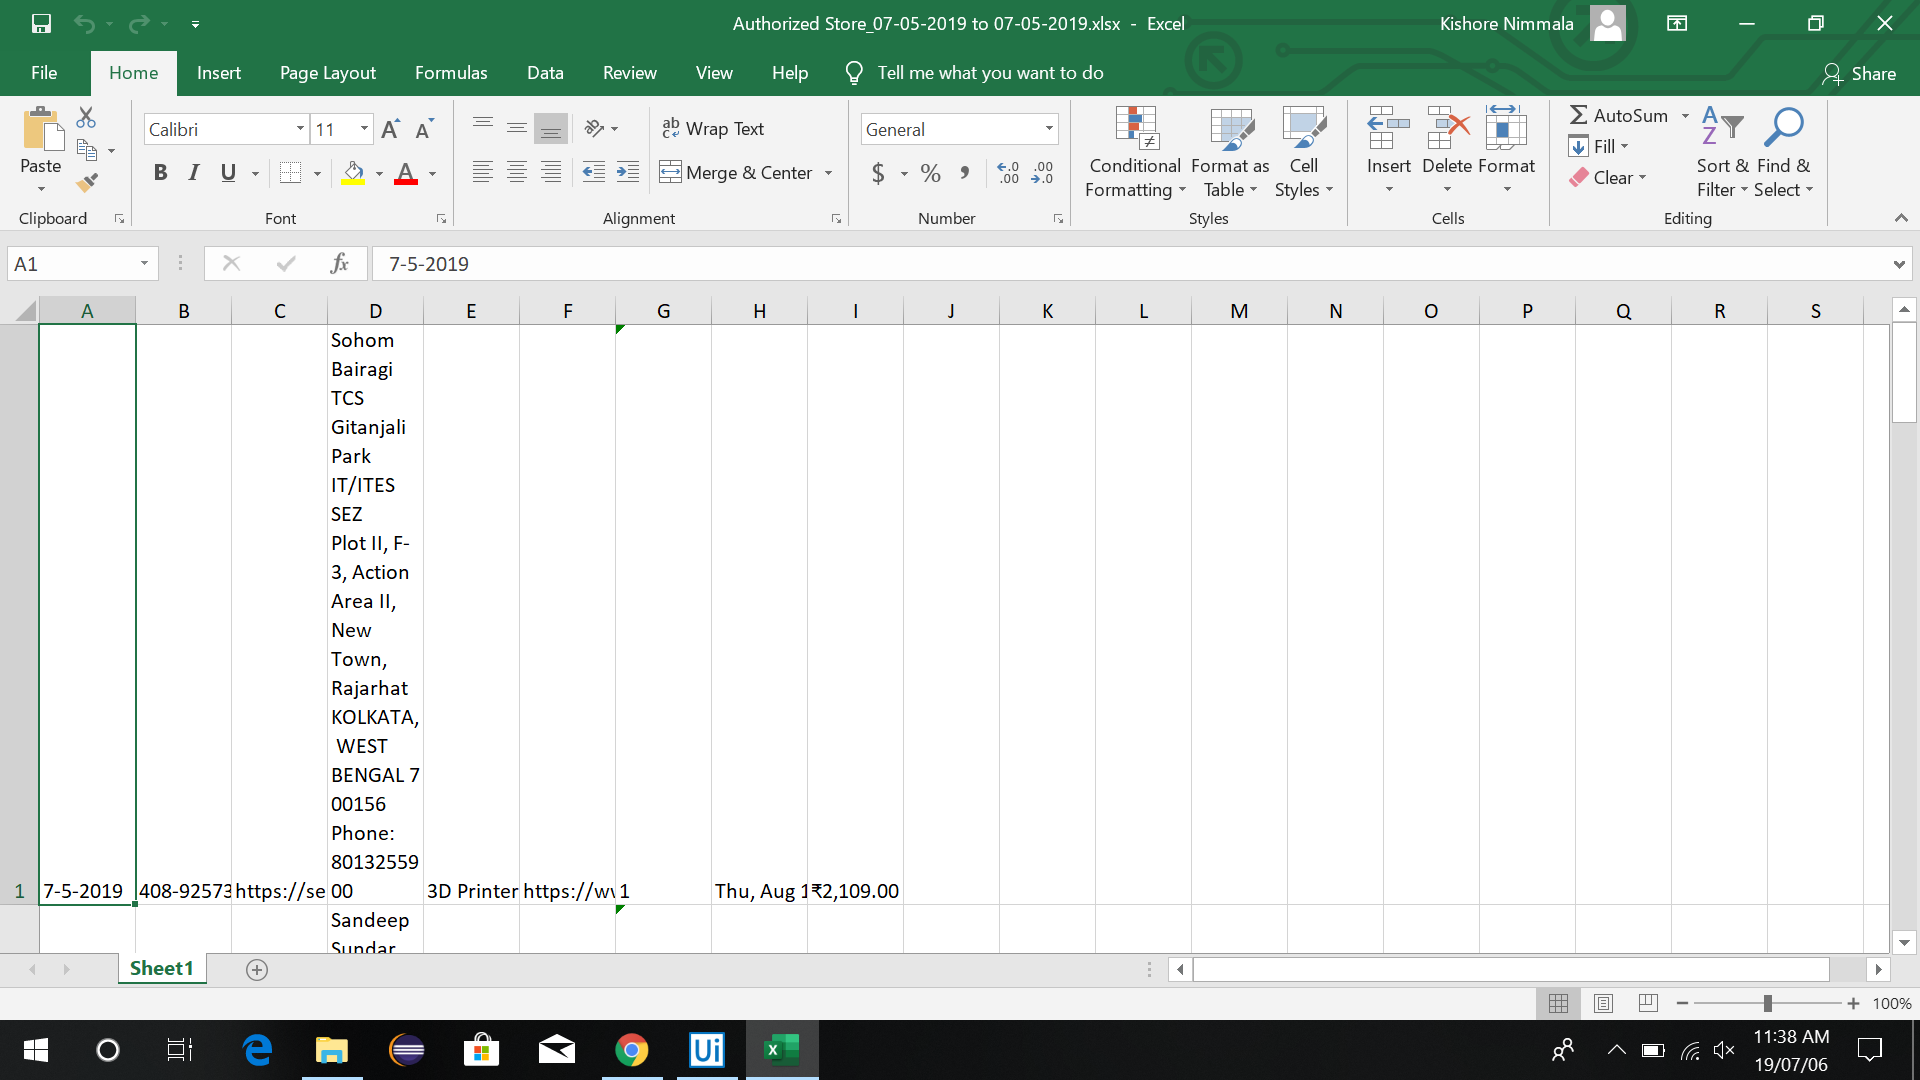 Authorized Store_07-05-2019 to 07-05-2019.xlsx - Excel
Kishore Nimmala
File Home Insert Page Layout Formulas Data Review View Help Tell me what you want to do Share
Paste
Clipboard
Calibri 11
B I U
Font
Wrap Text
Merge & Center
Alignment
General
$ % ,
Number
Conditional Formatting
Format as Table
Cell Styles
Styles
Insert Delete Format
Cells
AutoSum
Fill
Clear
Sort & Filter
Find & Select
Editing
A1 fx 7-5-2019
A B C D E F G H I J K L M N O P Q R S
Sohom
Bairagi
TCS
Gitanjali
Park
IT/ITES
SEZ
Plot II, F-
3, Action
Area II,
New
Town,
Rajarhat
KOLKATA,
WEST
BENGAL 7
00156
Phone:
80132559
1 7-5-2019 408-92573 https://se 00 3D Printer https://w 1 Thu, Aug 1 ₹2,109.00
Sandeep
Sundar
Sheet1
100%
Ui
11:38 AM
19/07/06